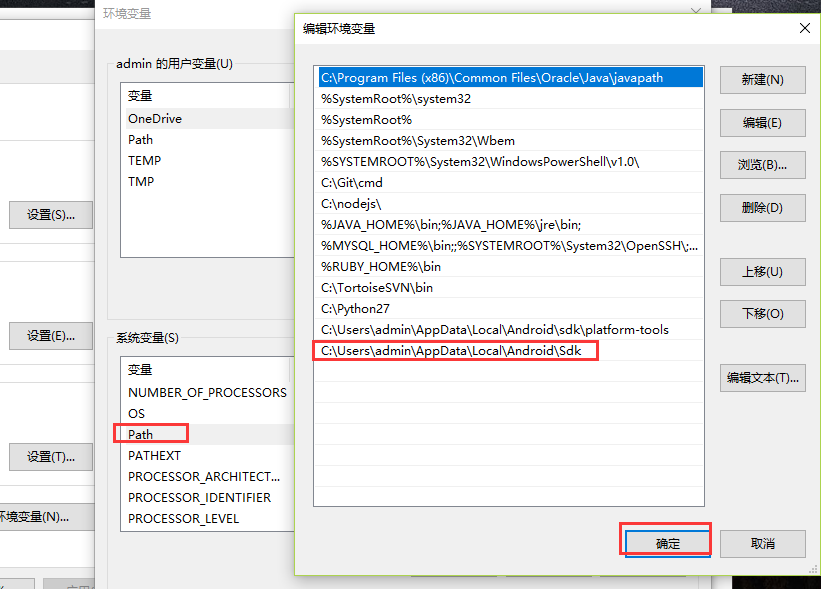 环境变量
编辑环境变量
admin 的用户变量(U)
变量
OneDrive
Path
TEMP
TMP
设置(S)...
设置(E)...
设置(T)...
环境变量(N)...
系统变量(S)
变量
NUMBER_OF_PROCESSORS
OS
Path
PATHEXT
PROCESSOR_ARCHITECT...
PROCESSOR_IDENTIFIER
PROCESSOR_LEVEL
C:\Program Files (x86)\Common Files\Oracle\Java\javapath
%SystemRoot%\system32
%SystemRoot%
%SystemRoot%\System32\Wbem
%SYSTEMROOT%\System32\WindowsPowerShell\v1.0\
C:\Git\cmd
C:\nodejs\
%JAVA_HOME%\bin;%JAVA_HOME%\jre\bin;
%MYSQL_HOME%\bin;;%SYSTEMROOT%\System32\OpenSSH\;...
%RUBY_HOME%\bin
C:\TortoiseSVN\bin
C:\Python27
C:\Users\admin\AppData\Local\Android\sdk\platform-tools
C:\Users\admin\AppData\Local\Android\Sdk
新建(N)
编辑(E)
浏览(B)...
删除(D)
上移(U)
下移(O)
编辑文本(T)...
确定
取消